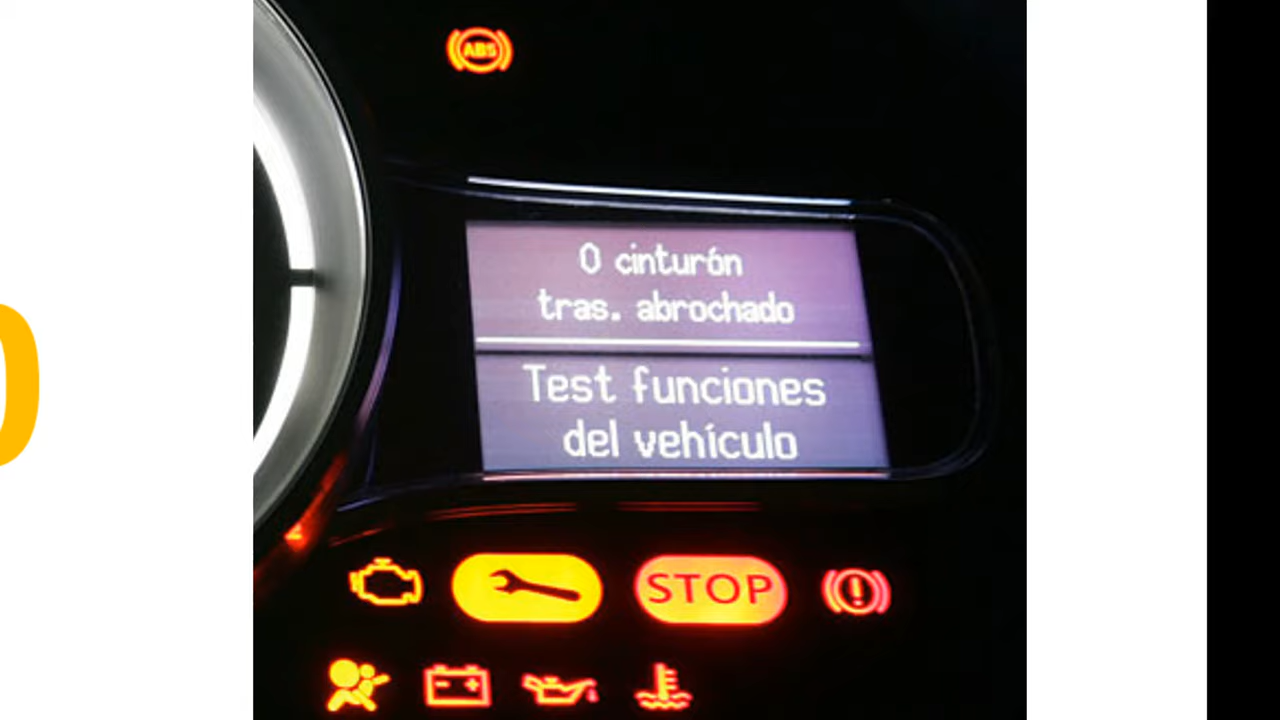 ABS
0 cinturón
tras. abrochado
Test funciones
del vehículo
STOP